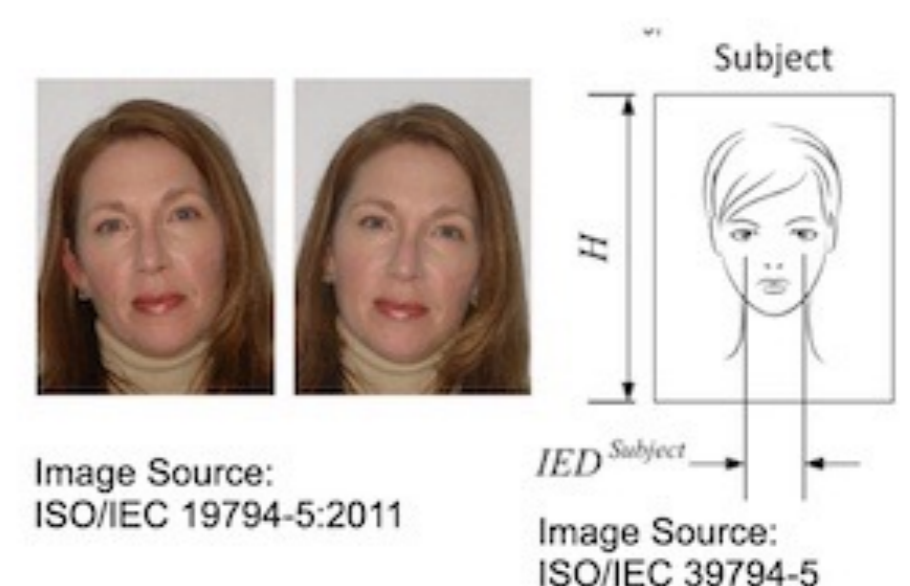 Subject
H
IED Subject
Image Source:
ISO/IEC 19794-5:2011
Image Source:
ISO/IEC 39794-5